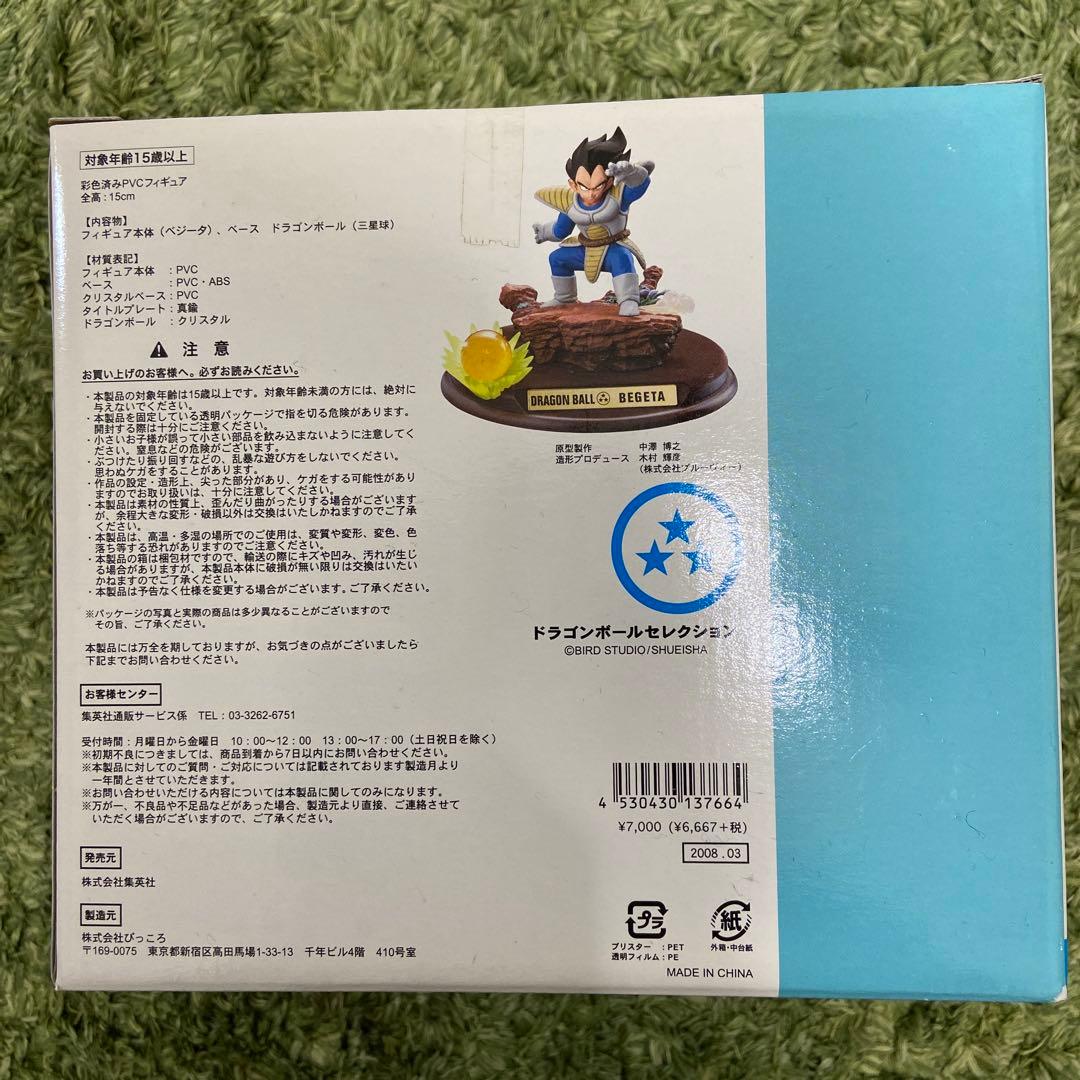 対象年齢15歳以上
彩色済みPVCフィギュア
全高：15cm
【内容物】
フィギュア本体（ベジータ）、ベース　ドラゴンボール（三星球）
【材質表記】
フィギュア本体　：PVC
ベース　：PVC・ABS
クリスタルベース：PVC
タイトルプレート：真鍮
ドラゴンボール　：クリスタル
注 意
お買い上げのお客様へ。必ずお読みください。
・本製品の対象年齢は15歳以上です。対象年齢未満の方には、絶対に
与えないでください。
・本製品を固定している透明パッケージで指を切る危険があります。
開封する際は十分にご注意ください。
・小さいお子様が誤って小さい部品を飲み込まないように注意してく
ださい。窒息などの危険がございます。
・ぶつけたり振り回すなどの、乱暴な遊び方をしないでください。
思わぬケガをすることがあります。
・作品の設定・造形上、尖った部分があり、ケガをする可能性があり
ますのでお取り扱いは、十分に注意してください。
・本製品は素材の性質上、歪んだり曲がったりする場合がございます
が、余程大きな変形・破損以外は交換はいたしかねますのでご了承
ください。
・本製品は、高温・多湿の場所でのご使用は、変質や変形、変色、色
落ち等する恐れがありますのでご注意ください。
・本製品の箱は梱包材ですので、輸送の際にキズや凹み、汚れが生じ
る場合がありますが、本製品本体に破損が無い限りは交換はいたい
かねますのでご了承ください。
・本製品は予告なく仕様を変更する場合がございます。ご了承ください。
※パッケージの写真と実際の商品は多少異なることがございますので
その旨、ご了承ください。
本製品には万全を期しておりますが、お気づきの点がございましたら
下記までお問い合わせください。
お客様センター
集英社通販サービス係　TEL：03-3262-6751
受付時間：月曜日から金曜日　10：00〜12：00　13：00〜17：00（土日祝日を除く）
※初期不良につきましては、商品到着から7日以内にお問い合わせください。
※本製品に対してのご質問・ご対応については記載されております製造月より
一年間とさせていただきます。
※お問い合わせいただける内容については本製品に関してのみになります。
※万が一、不良品や不足品などがあった場合、製造元より直接、ご連絡させて
いただく場合がございますので、ご了承ください。
発売元
株式会社集英社
製造元
株式会社ぴっころ
〒169-0075　東京都新宿区高田馬場1-33-13　千年ビル4階　410号室
DRAGON BALL BEGETA
原型製作　中澤 博之
造形プロデュース　木村 輝彦
（株式会社ブルーヴィー）
ドラゴンボールセレクション
©BIRD STUDIO/SHUEISHA
4 530430 137664
¥7,000 (¥6,667+税)
2008.03
プラ
紙
ブリスター　：PET
透明フィルム：PE
外箱・中台紙
MADE IN CHINA